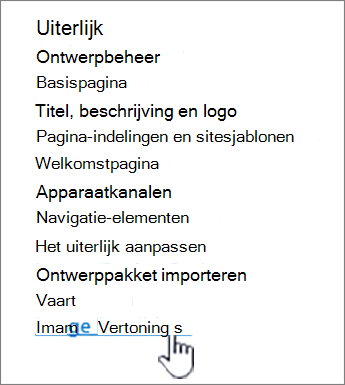 Uiterlijk
Ontwerpbeheer
Basispagina
Titel, beschrijving en logo
Pagina-indelingen en sitesjablonen
Welkomstpagina
Apparaatkanalen
Navigatie-elementen
Het uiterlijk aanpassen
Ontwerppakket importeren
Vaart
Imamge Vertoning s